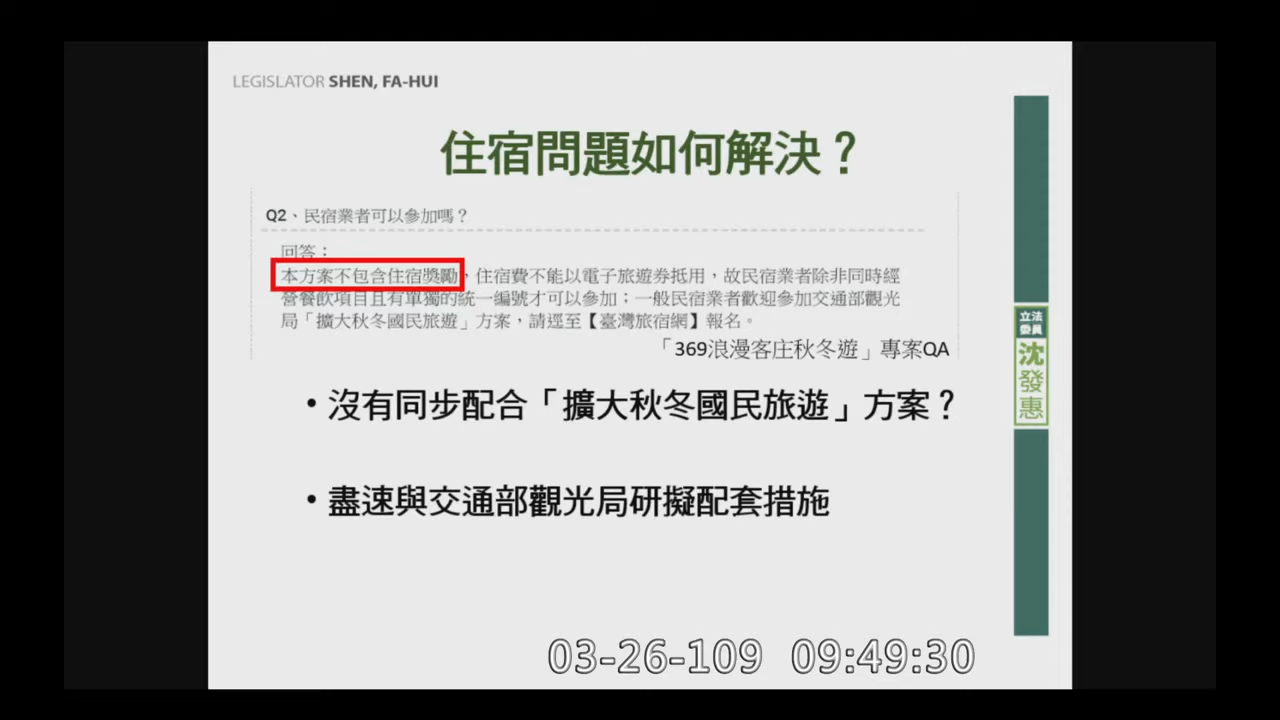 LEGISLATOR SHEN, FA-HUI
住宿問題如何解決？
Q2、民宿業者可以參加嗎？
回答：
本方案不包含住宿獎勵，住宿費不能以電子旅遊券抵用，故民宿業者除非同時經
營餐飲項目且有單獨的統一編號才可以參加；一般民宿業者歡迎參加交通部觀光
局「擴大秋冬國民旅遊」方案，請逕至【臺灣旅宿網】報名。
「369浪漫客庄秋冬遊」專案QA
•沒有同步配合「擴大秋冬國民旅遊」方案？
•盡速與交通部觀光局研擬配套措施
立法
委員
沈
發
惠
03-26-109 09:49:30